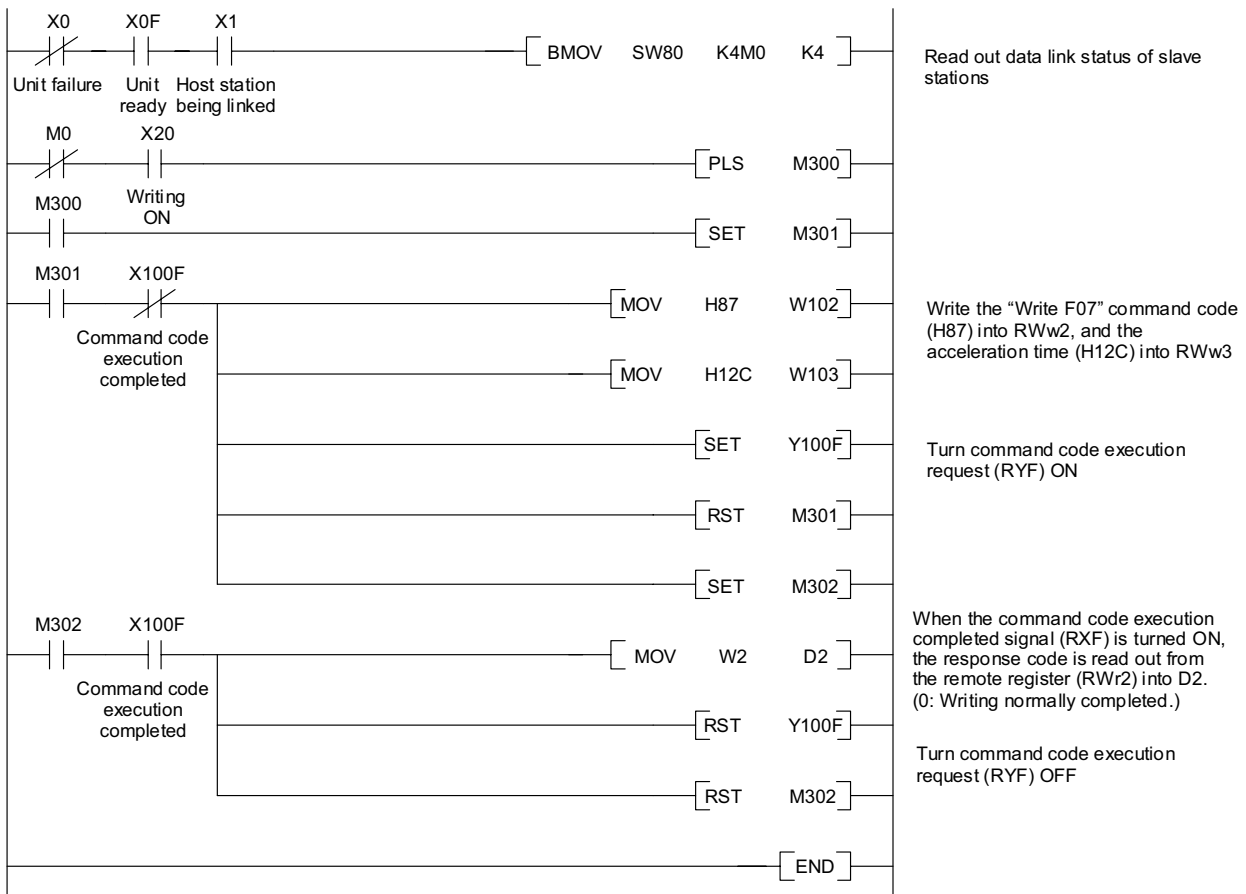 X0 X0F X1
BMOV SW80 K4M0 K4
Unit failure Unit ready Host station being linked
Read out data link status of slave
stations
M0 X20
PLS M300
Writing
ON
M300
SET M301
M301 X100F
MOV H87 W102
Command code
execution
completed
Write the “Write F07” command code
(H87) into RWw2, and the
acceleration time (H12C) into RWw3
MOV H12C W103
SET Y100F
Turn command code execution
request (RYF) ON
RST M301
SET M302
M302 X100F
MOV W2 D2
Command code
execution
completed
When the command code execution
completed signal (RXF) is turned ON,
the response code is read out from
the remote register (RWr2) into D2.
(0: Writing normally completed.)
RST Y100F
Turn command code execution
request (RYF) OFF
RST M302
END